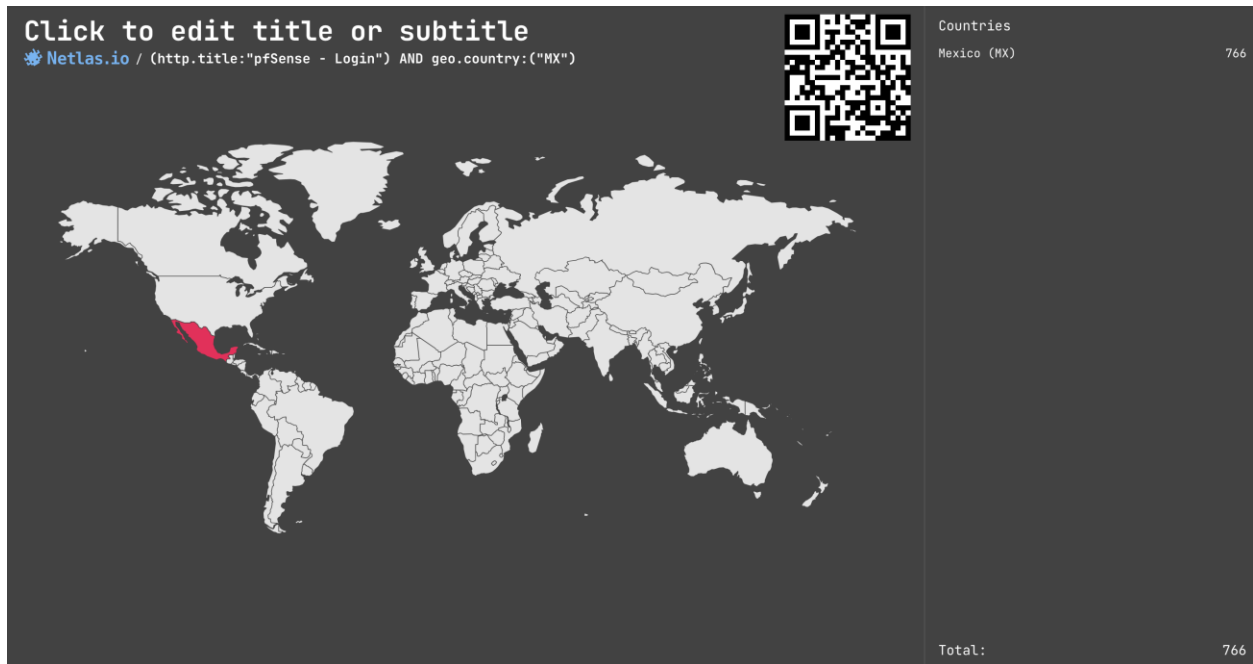 Click to edit title or subtitle
Netlas.io / (http.title:"pfSense - Login") AND geo.country:("MX")
Countries
Mexico (MX) 766
Total: 766